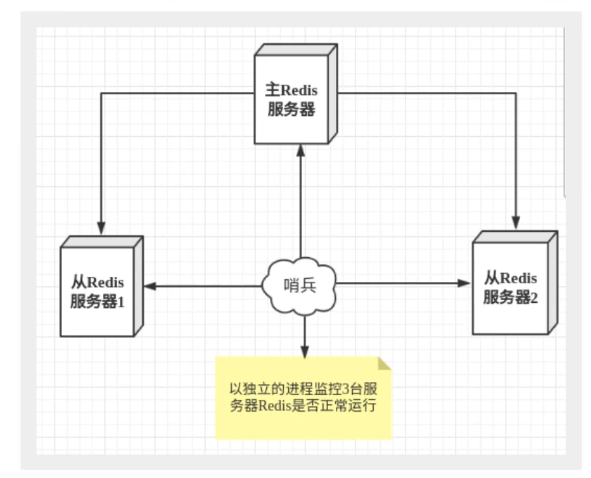 主Redis
服务器
从Redis
服务器1
哨兵
从Redis
服务器2
以独立的进程监控3台服
务器Redis是否正常运行